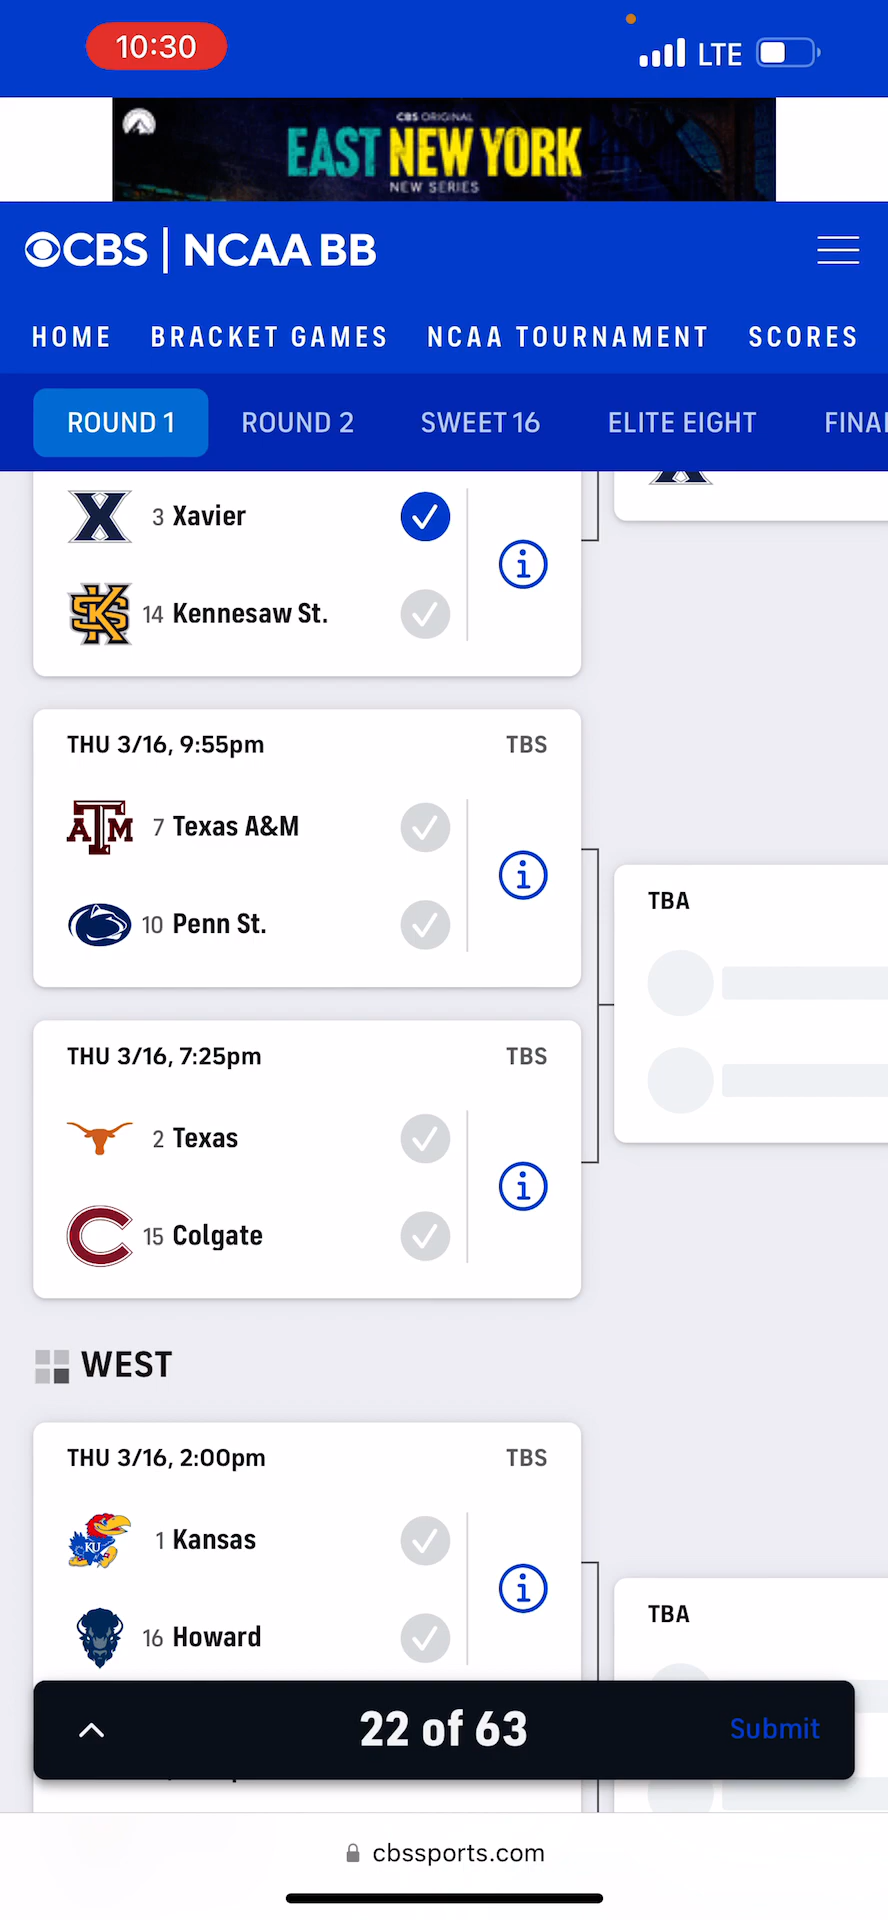 10:30
LTE
CBS ORIGINAL
EAST NEW YORK
NEW SERIES
CBS | NCAA BB
HOME BRACKET GAMES NCAA TOURNAMENT SCORES
ROUND 1 ROUND 2 SWEET 16 ELITE EIGHT FINA
3 Xavier
14 Kennesaw St.
THU 3/16, 9:55pm TBS
7 Texas A&M
10 Penn St.
TBA
THU 3/16, 7:25pm TBS
2 Texas
15 Colgate
WEST
THU 3/16, 2:00pm TBS
1 Kansas
16 Howard
TBA
22 of 63 Submit
cbssports.com